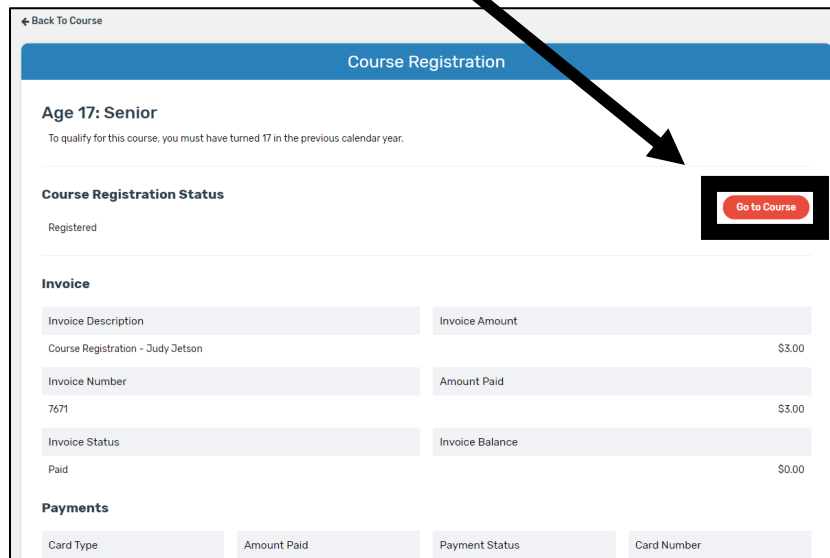 Back To Course
Course Registration
Age 17: Senior
To qualify for this course, you must have turned 17 in the previous calendar year.
Course Registration Status
Go to Course
Registered
Invoice
Invoice Description Invoice Amount
Course Registration - Judy Jetson $3.00
Invoice Number Amount Paid
7671 $3.00
Invoice Status Invoice Balance
Paid $0.00
Payments
Card Type Amount Paid Payment Status Card Number